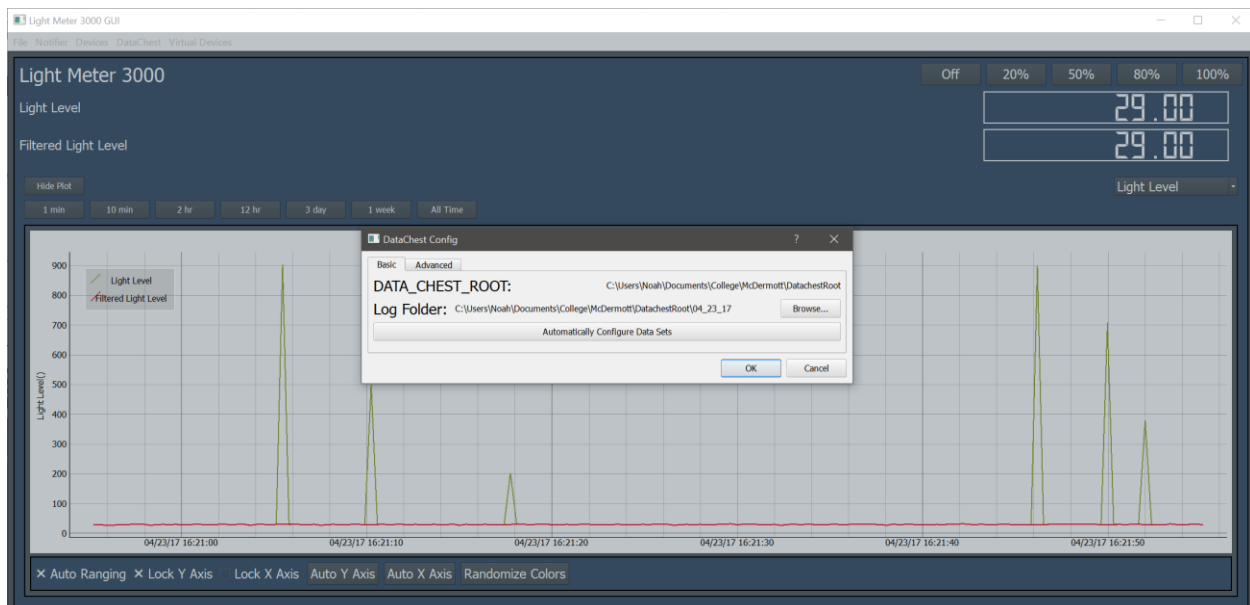 Light Meter 3000 GUI
File Notifier Devices DataChest Virtual Devices
Light Meter 3000
Off 20% 50% 80% 100%
Light Level
29.00
Filtered Light Level
29.00
Hide Plot
Light Level
1 min 10 min 2 hr 12 hr 3 day 1 week All Time
DataChest Config ?
Basic Advanced
DATA_CHEST_ROOT: C:\Users\Noah\Documents\College\McDermott\DatachestRoot
Log Folder: C:\Users\Noah\Documents\College\McDermott\DatachestRoot\04_23_17 Browse...
Automatically Configure Data Sets
OK Cancel
Light Level
Filtered Light Level
Light Level()
900
800
700
600
500
400
300
200
100
0
04/23/17 16:21:00 04/23/17 16:21:10 04/23/17 16:21:20 04/23/17 16:21:30 04/23/17 16:21:40 04/23/17 16:21:50
Auto Ranging Lock Y Axis Lock X Axis Auto Y Axis Auto X Axis Randomize Colors